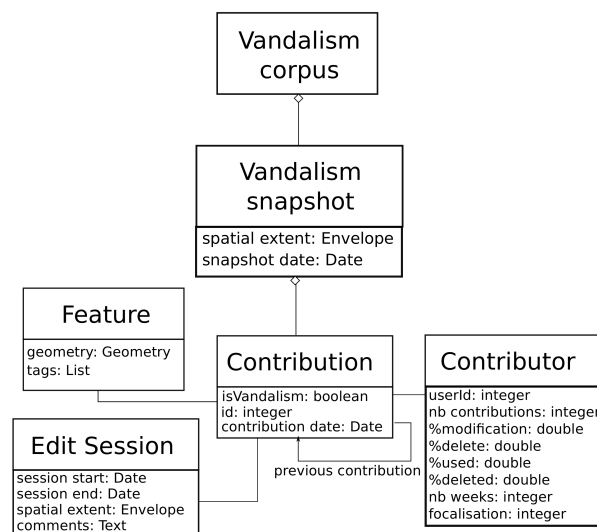 Vandalism
corpus
Vandalism
snapshot
spatial extent: Envelope
snapshot date: Date
Feature
geometry: Geometry
tags: List
Contribution
isVandalism: boolean
id: integer
contribution date: Date
previous contribution
Contributor
userId: integer
nb contributions: integer
%modification: double
%delete: double
%used: double
%deleted: double
nb weeks: integer
focalisation: integer
Edit Session
session start: Date
session end: Date
spatial extent: Envelope
comments: Text